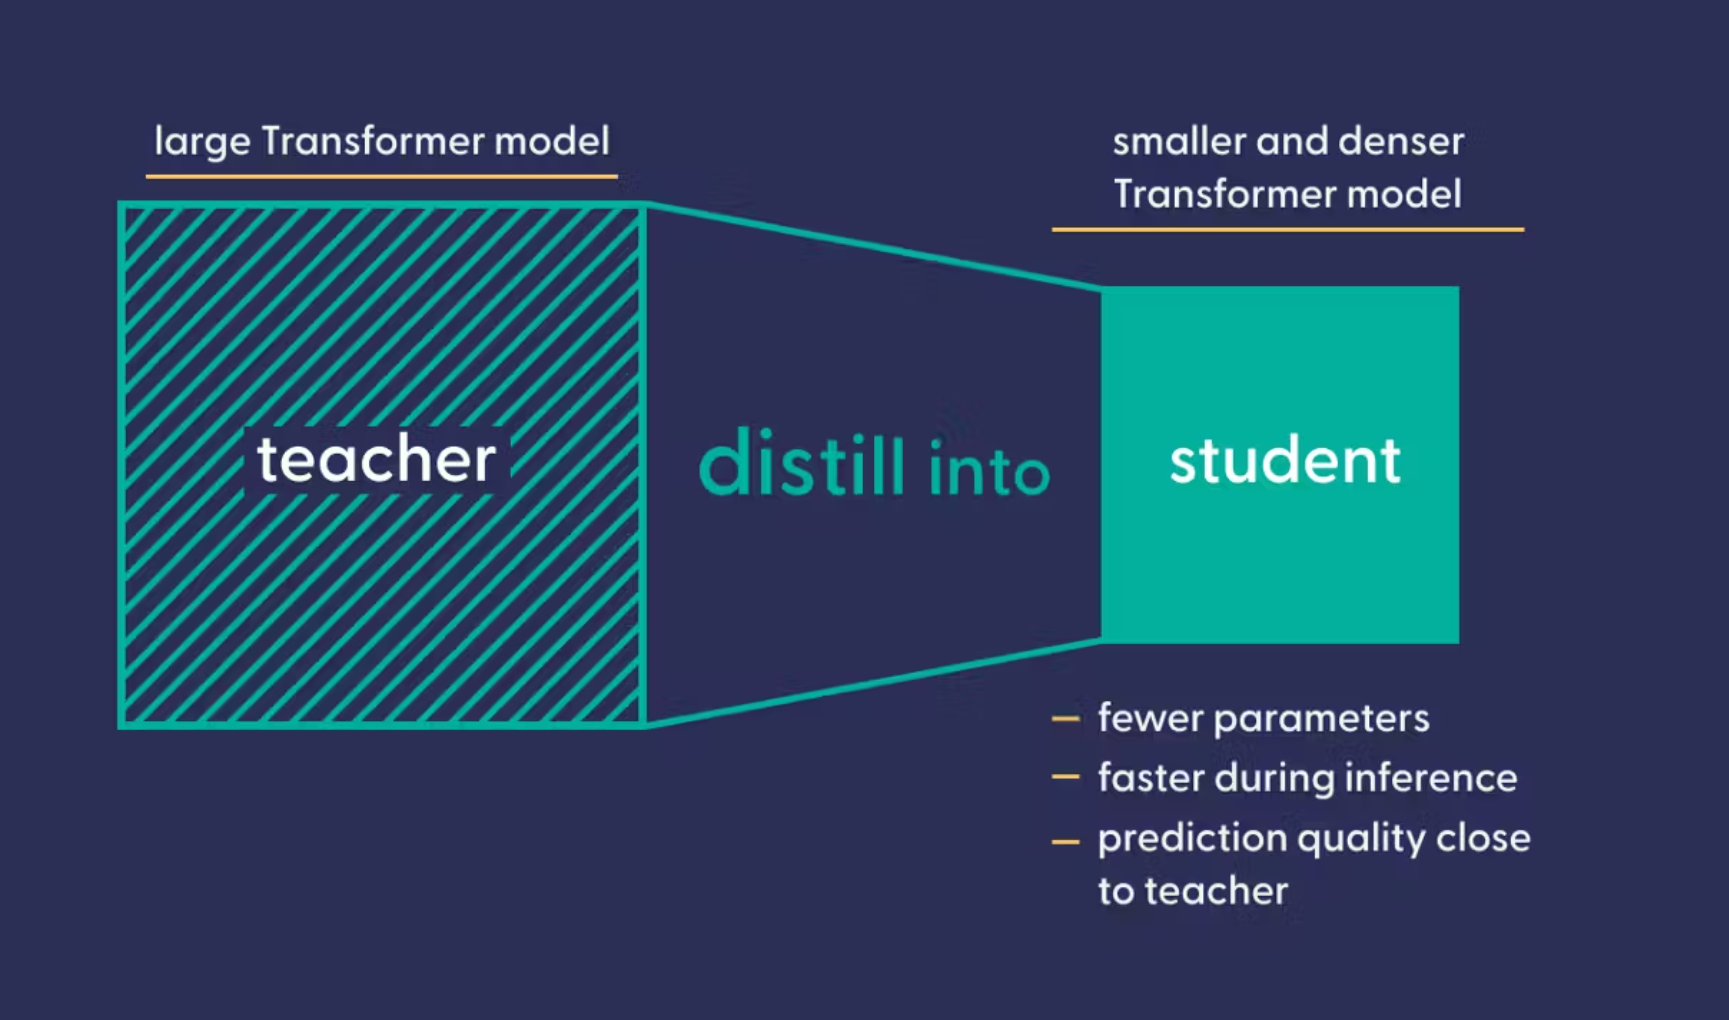 large Transformer model
smaller and denser
Transformer model
teacher
distill into
student
– fewer parameters
– faster during inference
– prediction quality close
to teacher